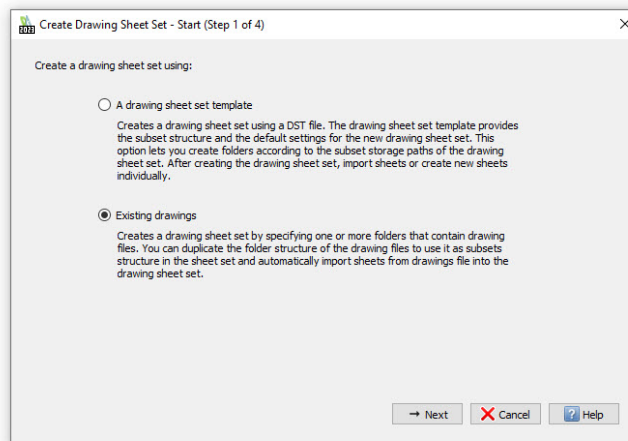 2023 Create Drawing Sheet Set - Start (Step 1 of 4)
Create a drawing sheet set using:
A drawing sheet set template
Creates a drawing sheet set using a DST file. The drawing sheet set template provides
the subset structure and the default settings for the new drawing sheet set. This
option lets you create folders according to the subset storage paths of the drawing
sheet set. After creating the drawing sheet set, import sheets or create new sheets
individually.
Existing drawings
Creates a drawing sheet set by specifying one or more folders that contain drawing
files. You can duplicate the folder structure of the drawing files to use it as subsets
structure in the sheet set and automatically import sheets from drawings file into the
drawing sheet set.
→ Next Cancel ? Help